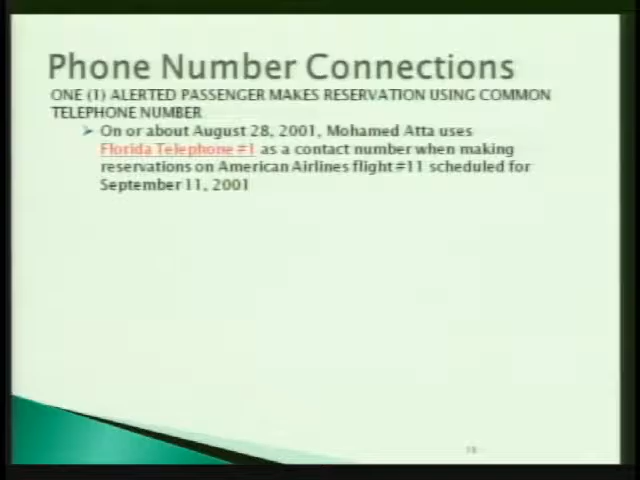 Phone Number Connections
ONE (1) ALERTED PASSENGER MAKES RESERVATION USING COMMON
TELEPHONE NUMBER
➢ On or about August 28, 2001, Mohamed Atta uses
Florida Telephone #1 as a contact number when making
reservations on American Airlines flight #11 scheduled for
September 11, 2001